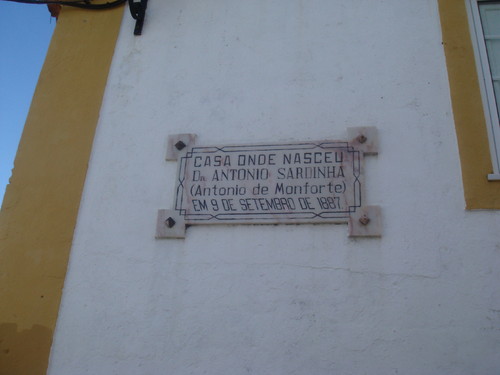 CASA ONDE NASCEU
Dr. ANTONIO SARDINHA
(Antonio de Monforte)
EM 9 DE SETEMBRO DE 1887